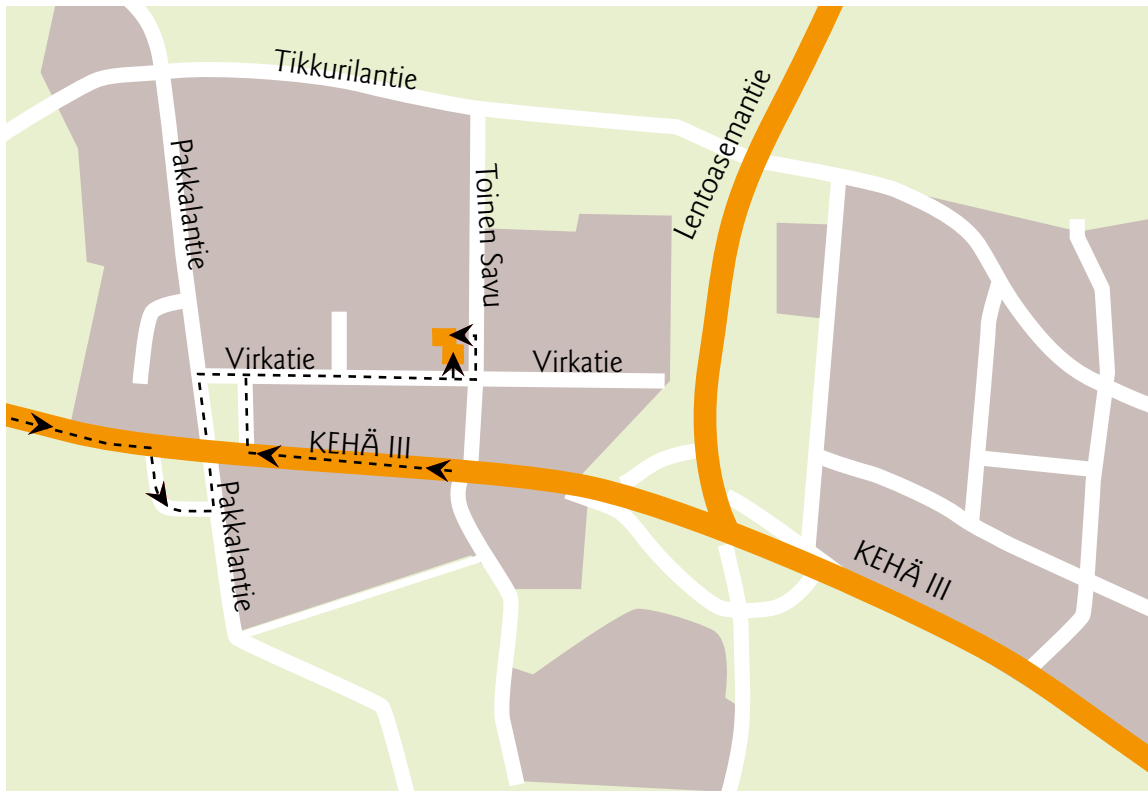 Tikkurilantie
Lentoasemantie
Pakkalantie
Toinen Savu
Virkatie
Virkatie
KEHÄ III
Pakkalantie
KEHÄ III